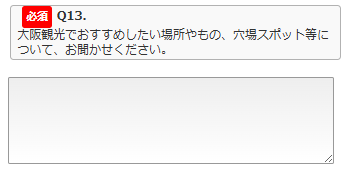 必須 Q13.
大阪観光でおすすめしたい場所やもの、穴場スポット等に
ついて、お聞かせください。